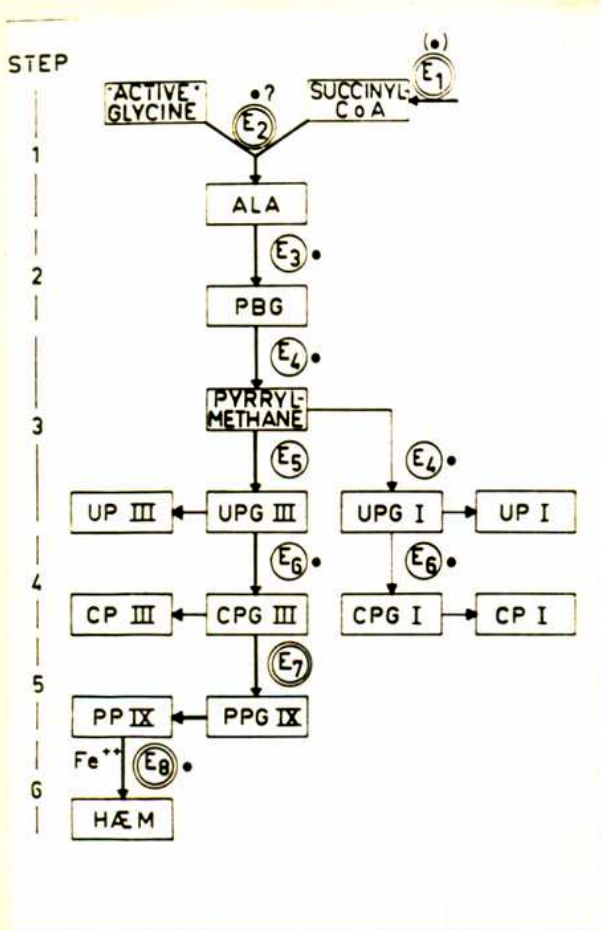 (•)
STEP
E1
"ACTIVE"
GLYCINE
•?
E2
SUCCINYL-
CoA
1
ALA
E3 •
2
PBG
E4 •
PYRRYL-
METHANE
3
E5
E4 •
UP III
UPG III
UPG I
UP I
E6 •
E6 •
4
CP III
CPG III
CPG I
CP I
E7
5
PP IX
PPG IX
Fe++
E8 •
6
HÆM